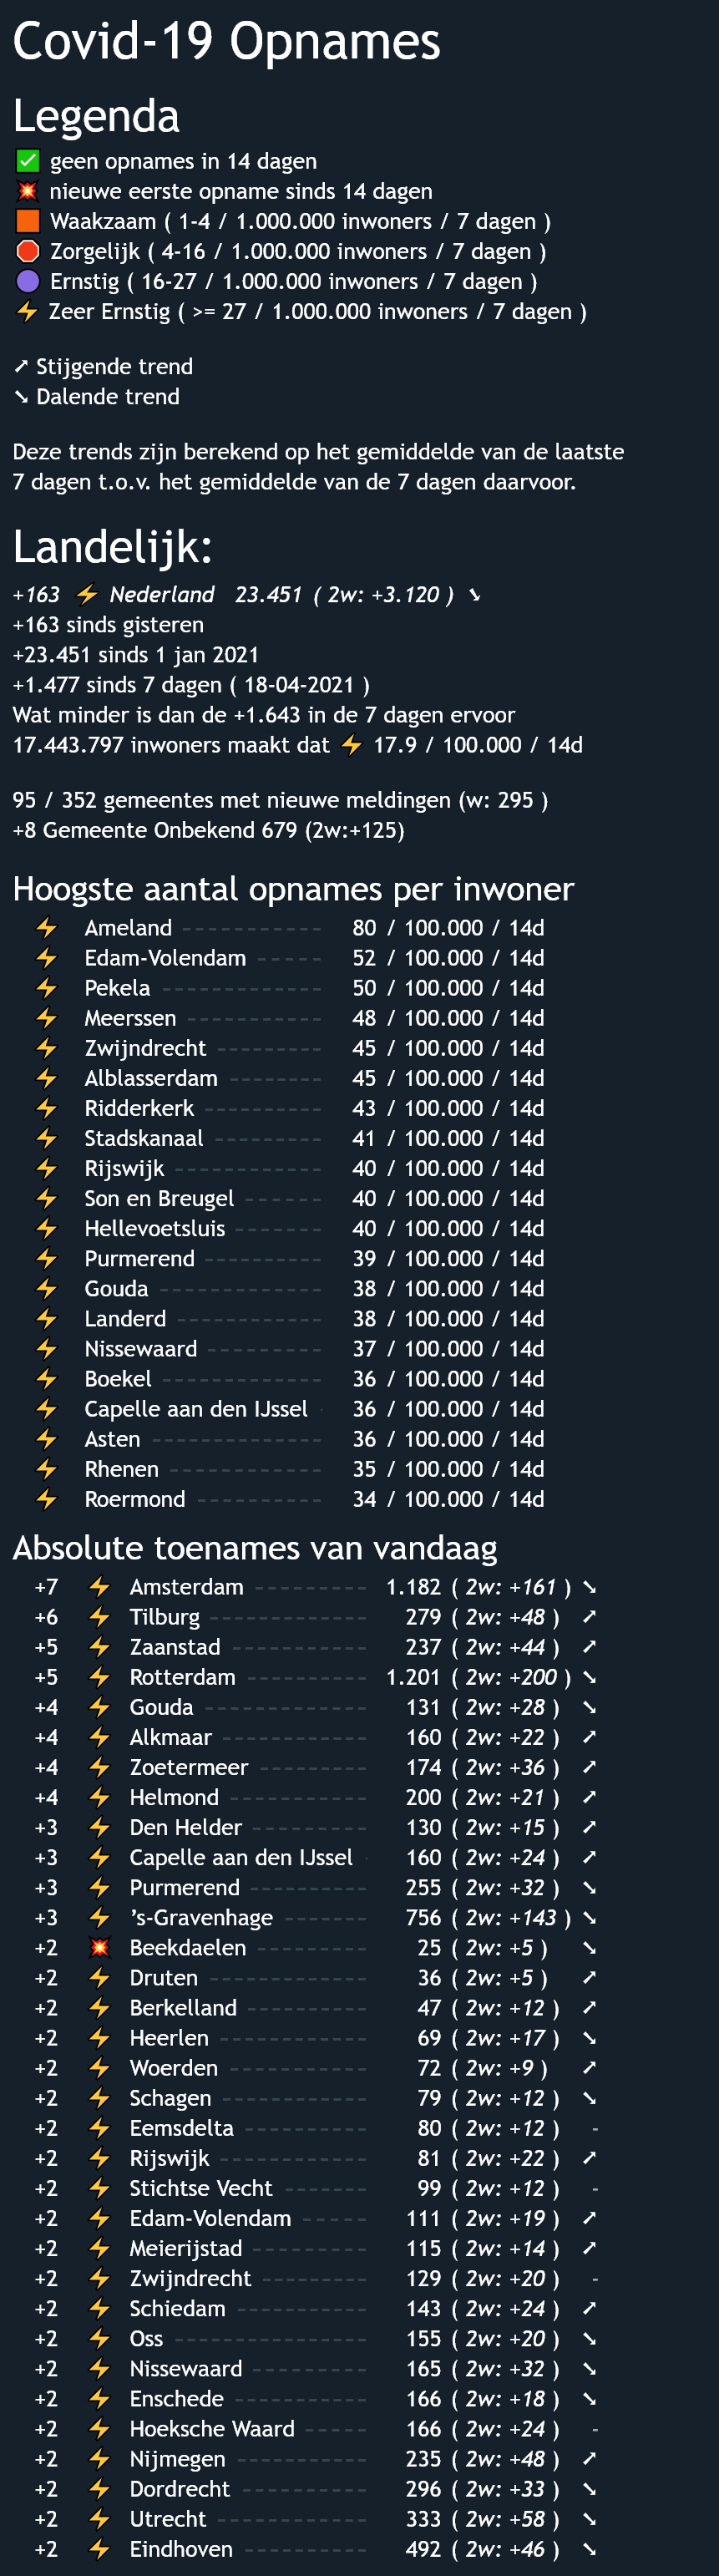 Covid-19 Opnames
Legenda
✅ geen opnames in 14 dagen
💥 nieuwe eerste opname sinds 14 dagen
🟧 Waakzaam ( 1-4 / 1.000.000 inwoners / 7 dagen )
🛑 Zorgelijk ( 4-16 / 1.000.000 inwoners / 7 dagen )
🟣 Ernstig ( 16-27 / 1.000.000 inwoners / 7 dagen )
⚡ Zeer Ernstig ( >= 27 / 1.000.000 inwoners / 7 dagen )
➚ Stijgende trend
➘ Dalende trend
Deze trends zijn berekend op het gemiddelde van de laatste
7 dagen t.o.v. het gemiddelde van de 7 dagen daarvoor.
Landelijk:
+163 ⚡ Nederland 23.451 ( 2w: +3.120 ) ➘
+163 sinds gisteren
+23.451 sinds 1 jan 2021
+1.477 sinds 7 dagen ( 18-04-2021 )
Wat minder is dan de +1.643 in de 7 dagen ervoor
17.443.797 inwoners maakt dat ⚡ 17.9 / 100.000 / 14d
95 / 352 gemeentes met nieuwe meldingen (w: 295 )
+8 Gemeente Onbekend 679 (2w:+125)
Hoogste aantal opnames per inwoner
⚡ Ameland ----------- 80 / 100.000 / 14d
⚡ Edam-Volendam ----- 52 / 100.000 / 14d
⚡ Pekela ------------- 50 / 100.000 / 14d
⚡ Meerssen ----------- 48 / 100.000 / 14d
⚡ Zwijndrecht -------- 45 / 100.000 / 14d
⚡ Alblasserdam ------- 45 / 100.000 / 14d
⚡ Ridderkerk --------- 43 / 100.000 / 14d
⚡ Stadskanaal -------- 41 / 100.000 / 14d
⚡ Rijswijk ------------ 40 / 100.000 / 14d
⚡ Son en Breugel ------ 40 / 100.000 / 14d
⚡ Hellevoetsluis ------- 40 / 100.000 / 14d
⚡ Purmerend ---------- 39 / 100.000 / 14d
⚡ Gouda ------------- 38 / 100.000 / 14d
⚡ Landerd ------------ 38 / 100.000 / 14d
⚡ Nissewaard --------- 37 / 100.000 / 14d
⚡ Boekel ------------- 36 / 100.000 / 14d
⚡ Capelle aan den IJssel - 36 / 100.000 / 14d
⚡ Asten -------------- 36 / 100.000 / 14d
⚡ Rhenen ------------ 35 / 100.000 / 14d
⚡ Roermond ---------- 34 / 100.000 / 14d
Absolute toenames van vandaag
+7 ⚡ Amsterdam --------- 1.182 ( 2w: +161 ) ➘
+6 ⚡ Tilburg ------------- 279 ( 2w: +48 ) ➚
+5 ⚡ Zaanstad ----------- 237 ( 2w: +44 ) ➚
+5 ⚡ Rotterdam ---------- 1.201 ( 2w: +200 ) ➘
+4 ⚡ Gouda ------------- 131 ( 2w: +28 ) ➘
+4 ⚡ Alkmaar ------------ 160 ( 2w: +22 ) ➚
+4 ⚡ Zoetermeer --------- 174 ( 2w: +36 ) ➚
+4 ⚡ Helmond ----------- 200 ( 2w: +21 ) ➚
+3 ⚡ Den Helder --------- 130 ( 2w: +15 ) ➚
+3 ⚡ Capelle aan den IJssel - 160 ( 2w: +24 ) ➚
+3 ⚡ Purmerend ---------- 255 ( 2w: +32 ) ➘
+3 ⚡ ’s-Gravenhage ------ 756 ( 2w: +143 ) ➘
+2 💥 Beekdaelen --------- 25 ( 2w: +5 ) ➘
+2 ⚡ Druten ------------- 36 ( 2w: +5 ) ➚
+2 ⚡ Berkelland ---------- 47 ( 2w: +12 ) ➚
+2 ⚡ Heerlen ------------ 69 ( 2w: +17 ) ➘
+2 ⚡ Woerden ----------- 72 ( 2w: +9 ) ➚
+2 ⚡ Schagen ------------ 79 ( 2w: +12 ) ➘
+2 ⚡ Eemsdelta ---------- 80 ( 2w: +12 ) -
+2 ⚡ Rijswijk ------------ 81 ( 2w: +22 ) ➚
+2 ⚡ Stichtse Vecht ------ 99 ( 2w: +12 ) -
+2 ⚡ Edam-Volendam ----- 111 ( 2w: +19 ) ➚
+2 ⚡ Meierijstad --------- 115 ( 2w: +14 ) ➚
+2 ⚡ Zwijndrecht -------- 129 ( 2w: +20 ) -
+2 ⚡ Schiedam ---------- 143 ( 2w: +24 ) ➚
+2 ⚡ Oss ---------------- 155 ( 2w: +20 ) ➘
+2 ⚡ Nissewaard --------- 165 ( 2w: +32 ) ➘
+2 ⚡ Enschede ----------- 166 ( 2w: +18 ) ➘
+2 ⚡ Hoeksche Waard ----- 166 ( 2w: +24 ) -
+2 ⚡ Nijmegen ----------- 235 ( 2w: +48 ) ➚
+2 ⚡ Dordrecht ---------- 296 ( 2w: +33 ) ➘
+2 ⚡ Utrecht ------------ 333 ( 2w: +58 ) ➘
+2 ⚡ Eindhoven ---------- 492 ( 2w: +46 ) ➘